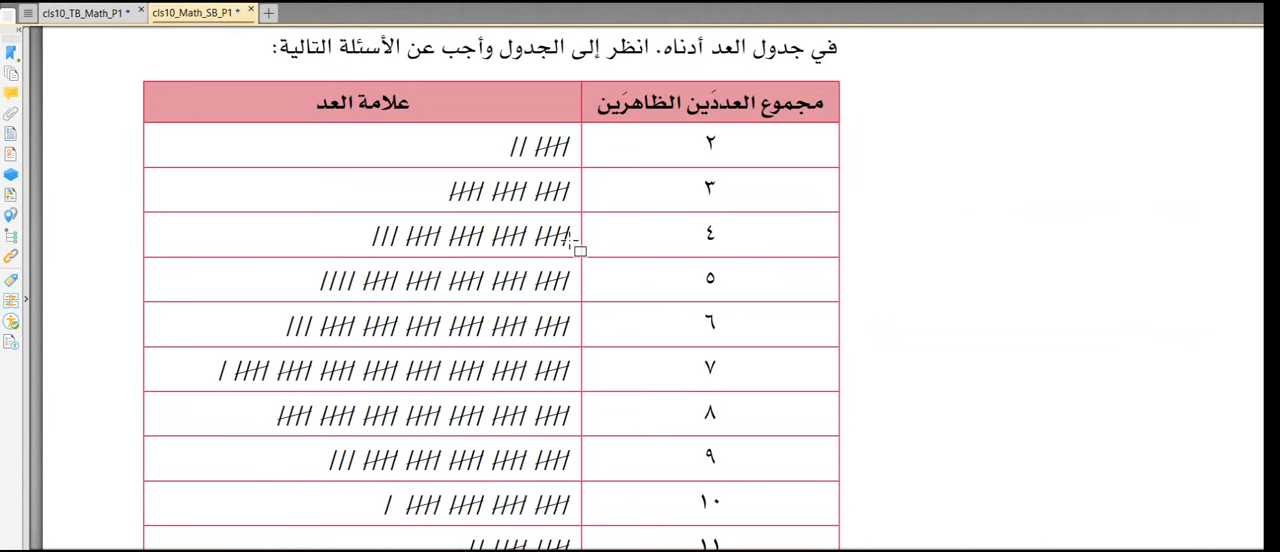 cls10_TB_Math_P1 *
cls10_Math_SB_P1 *
في جدول العد أدناه. انظر إلى الجدول وأجب عن الأسئلة التالية:
مجموع العددَين الظاهرَين علامة العد
٢
٣
٤
٥
٦
٧
٨
٩
١٠
١١